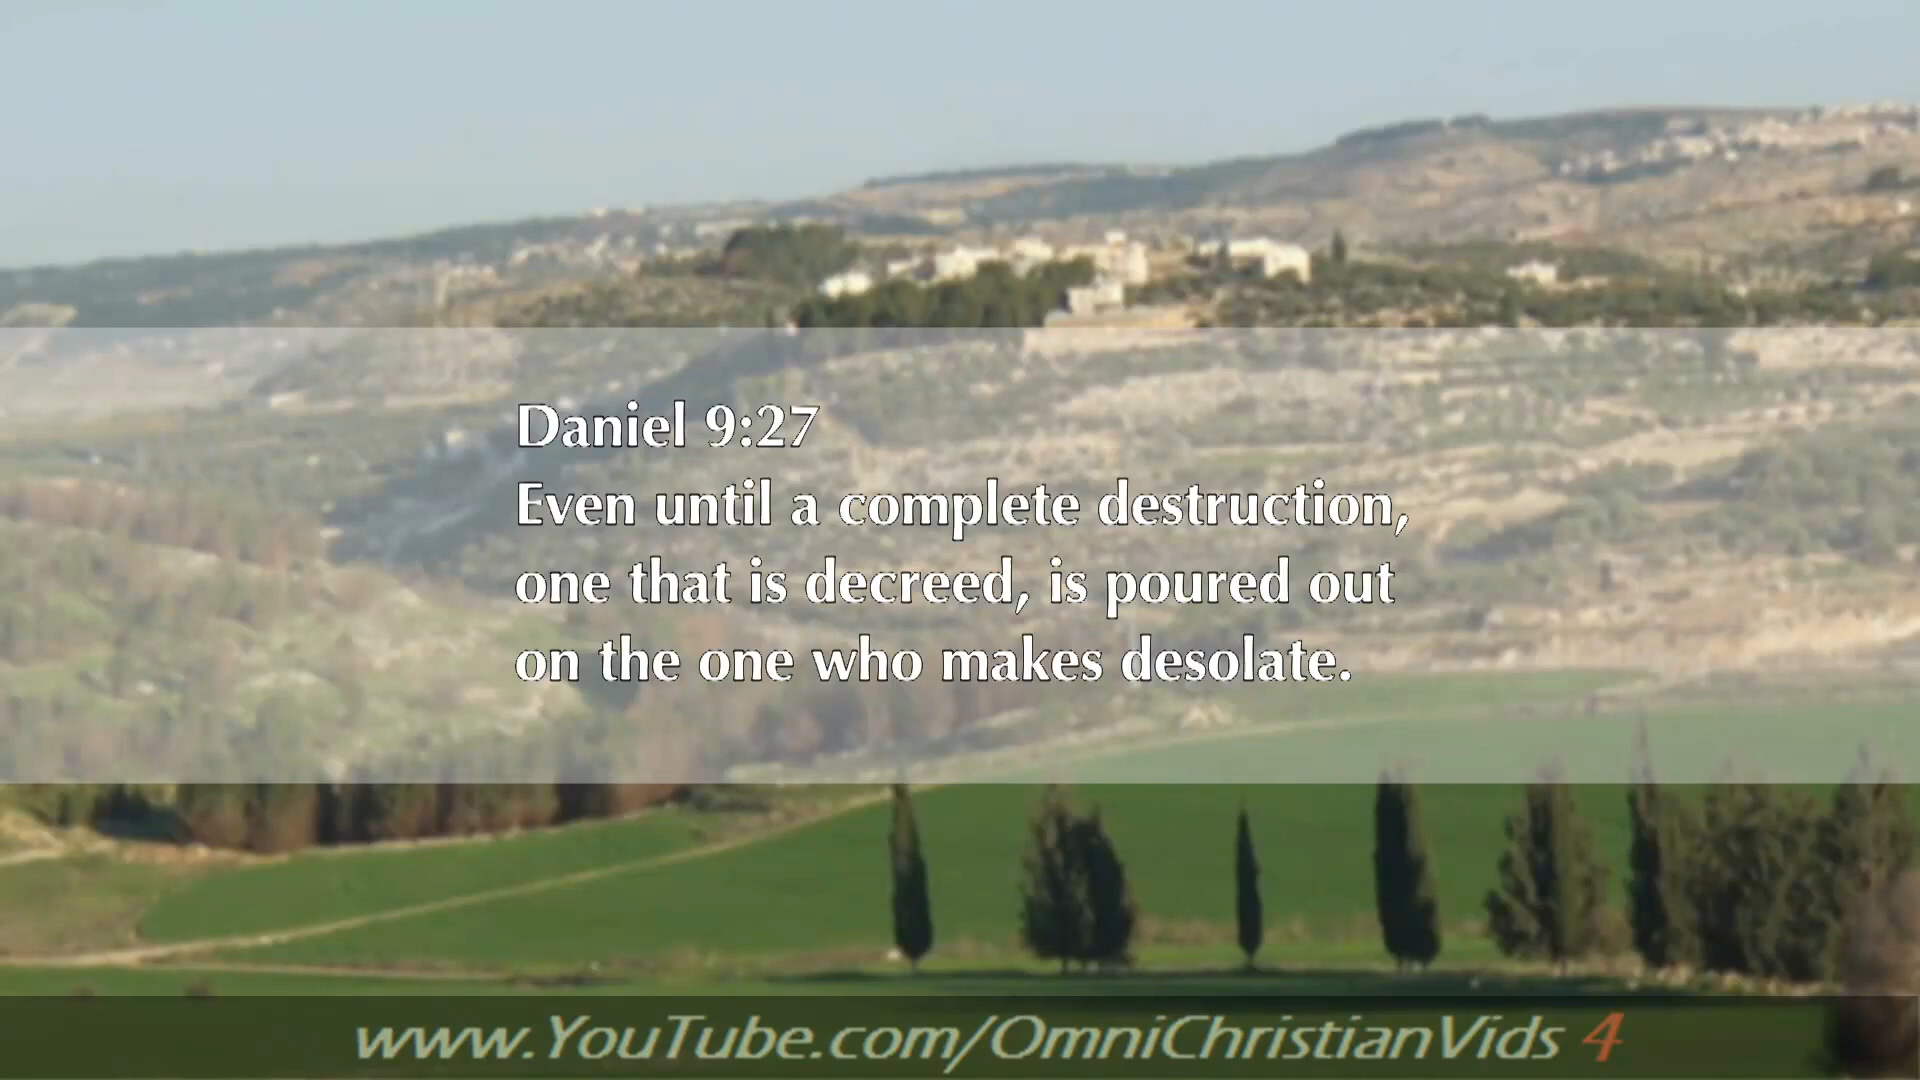 Daniel 9:27
Even until a complete destruction,
one that is decreed, is poured out
on the one who makes desolate.
www.YouTube.com/OmniChristianVids 4